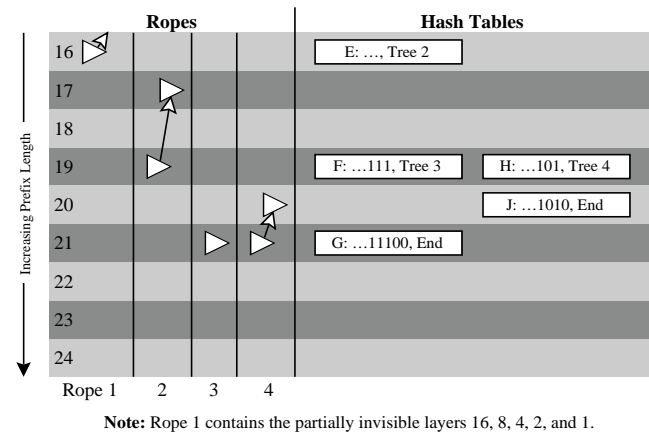 Ropes Hash Tables
Increasing Prefix Length
16 E: …, Tree 2
17
18
19 F: …111, Tree 3 H: …101, Tree 4
20 J: …1010, End
21 G: …11100, End
22
23
24
Rope 1 2 3 4
Note: Rope 1 contains the partially invisible layers 16, 8, 4, 2, and 1.